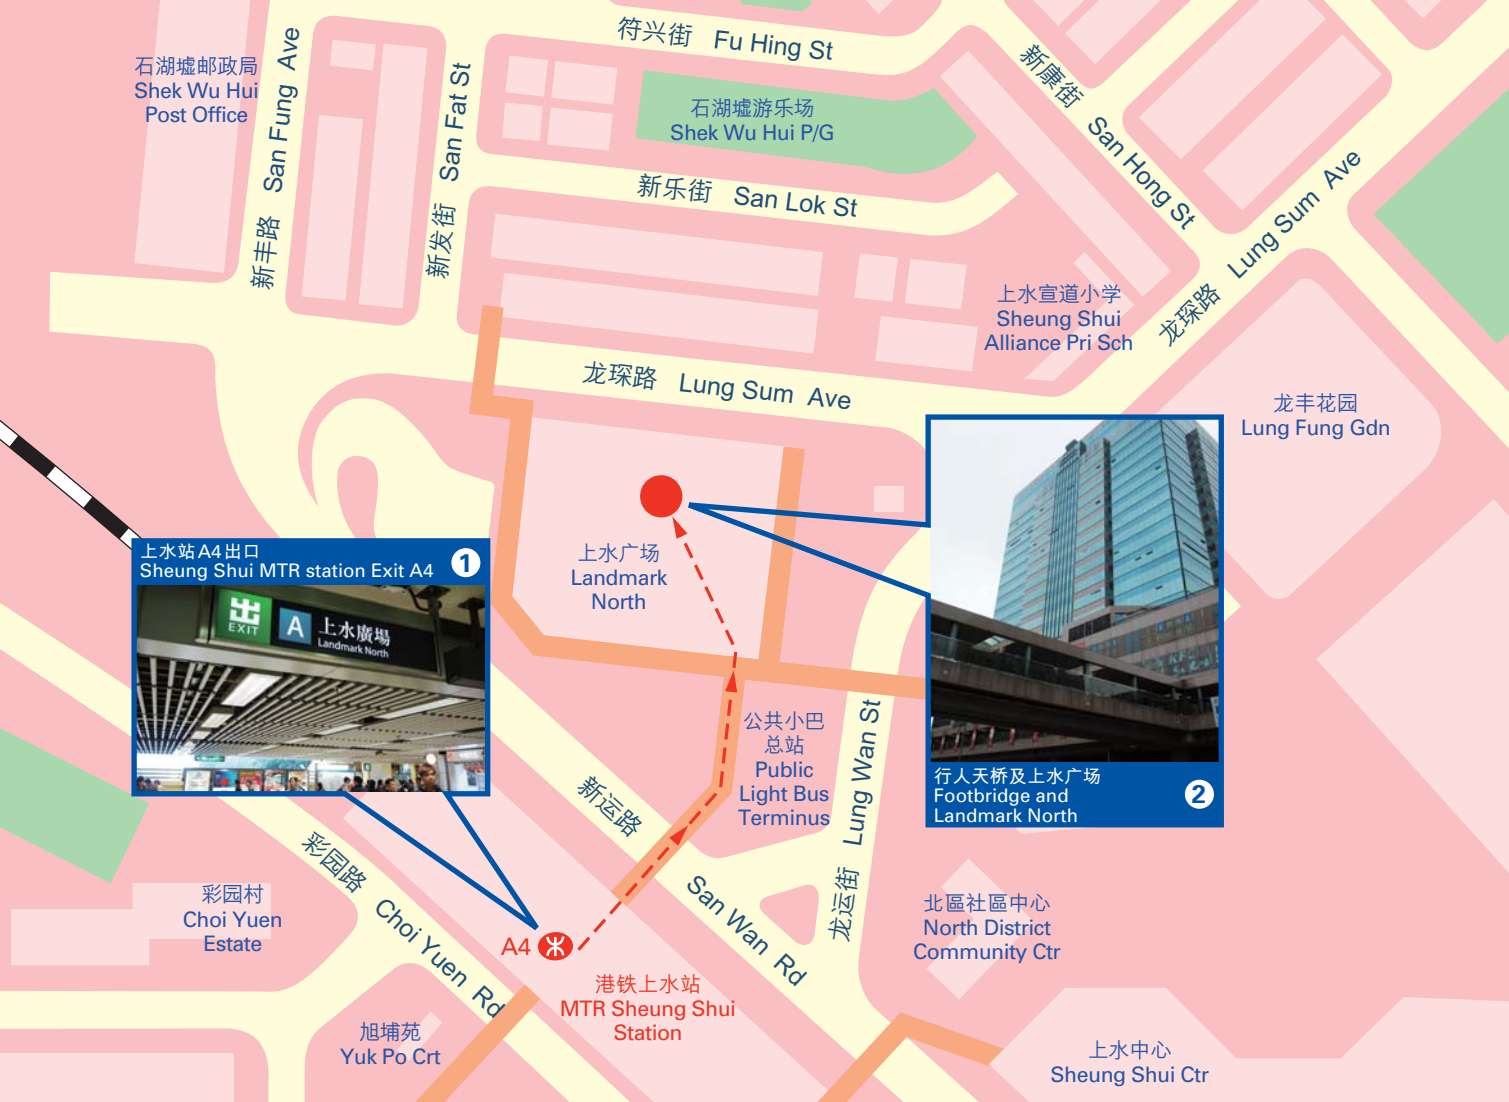 符兴街 Fu Hing St
石湖墟邮政局
Shek Wu Hui
Post Office
新丰路 San Fung Ave
新发街 San Fat St
石湖墟游乐场
Shek Wu Hui P/G
新康街 San Hong St
新乐街 San Lok St
龙琛路 Lung Sum Ave
上水宣道小学
Sheung Shui
Alliance Pri Sch
龙琛路 Lung Sum Ave
龙丰花园
Lung Fung Gdn
上水站A4出口
Sheung Shui MTR station Exit A4
1
出
EXIT
A
上水廣場
Landmark North
上水广场
Landmark
North
公共小巴
总站
Public
Light Bus
Terminus
龙运街 Lung Wan St
行人天桥及上水广场
Footbridge and
Landmark North
2
新运路 San Wan Rd
彩园路 Choi Yuen Rd
彩园村
Choi Yuen
Estate
A4
港铁上水站
MTR Sheung Shui
Station
北區社區中心
North District
Community Ctr
旭埔苑
Yuk Po Crt
上水中心
Sheung Shui Ctr